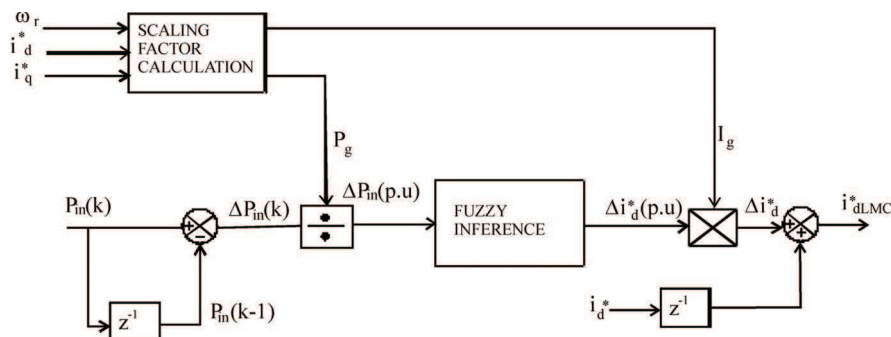 ω_r
i*_d
i*_q
SCALING
FACTOR
CALCULATION
P_g
I_g
P_in(k)
ΔP_in(k)
ΔP_in(p.u)
FUZZY
INFERENCE
Δi*_d(p.u)
Δi*_d
i*_dLMC
+
-
÷
+
+
z^-1
P_in(k-1)
i_d*
z^-1